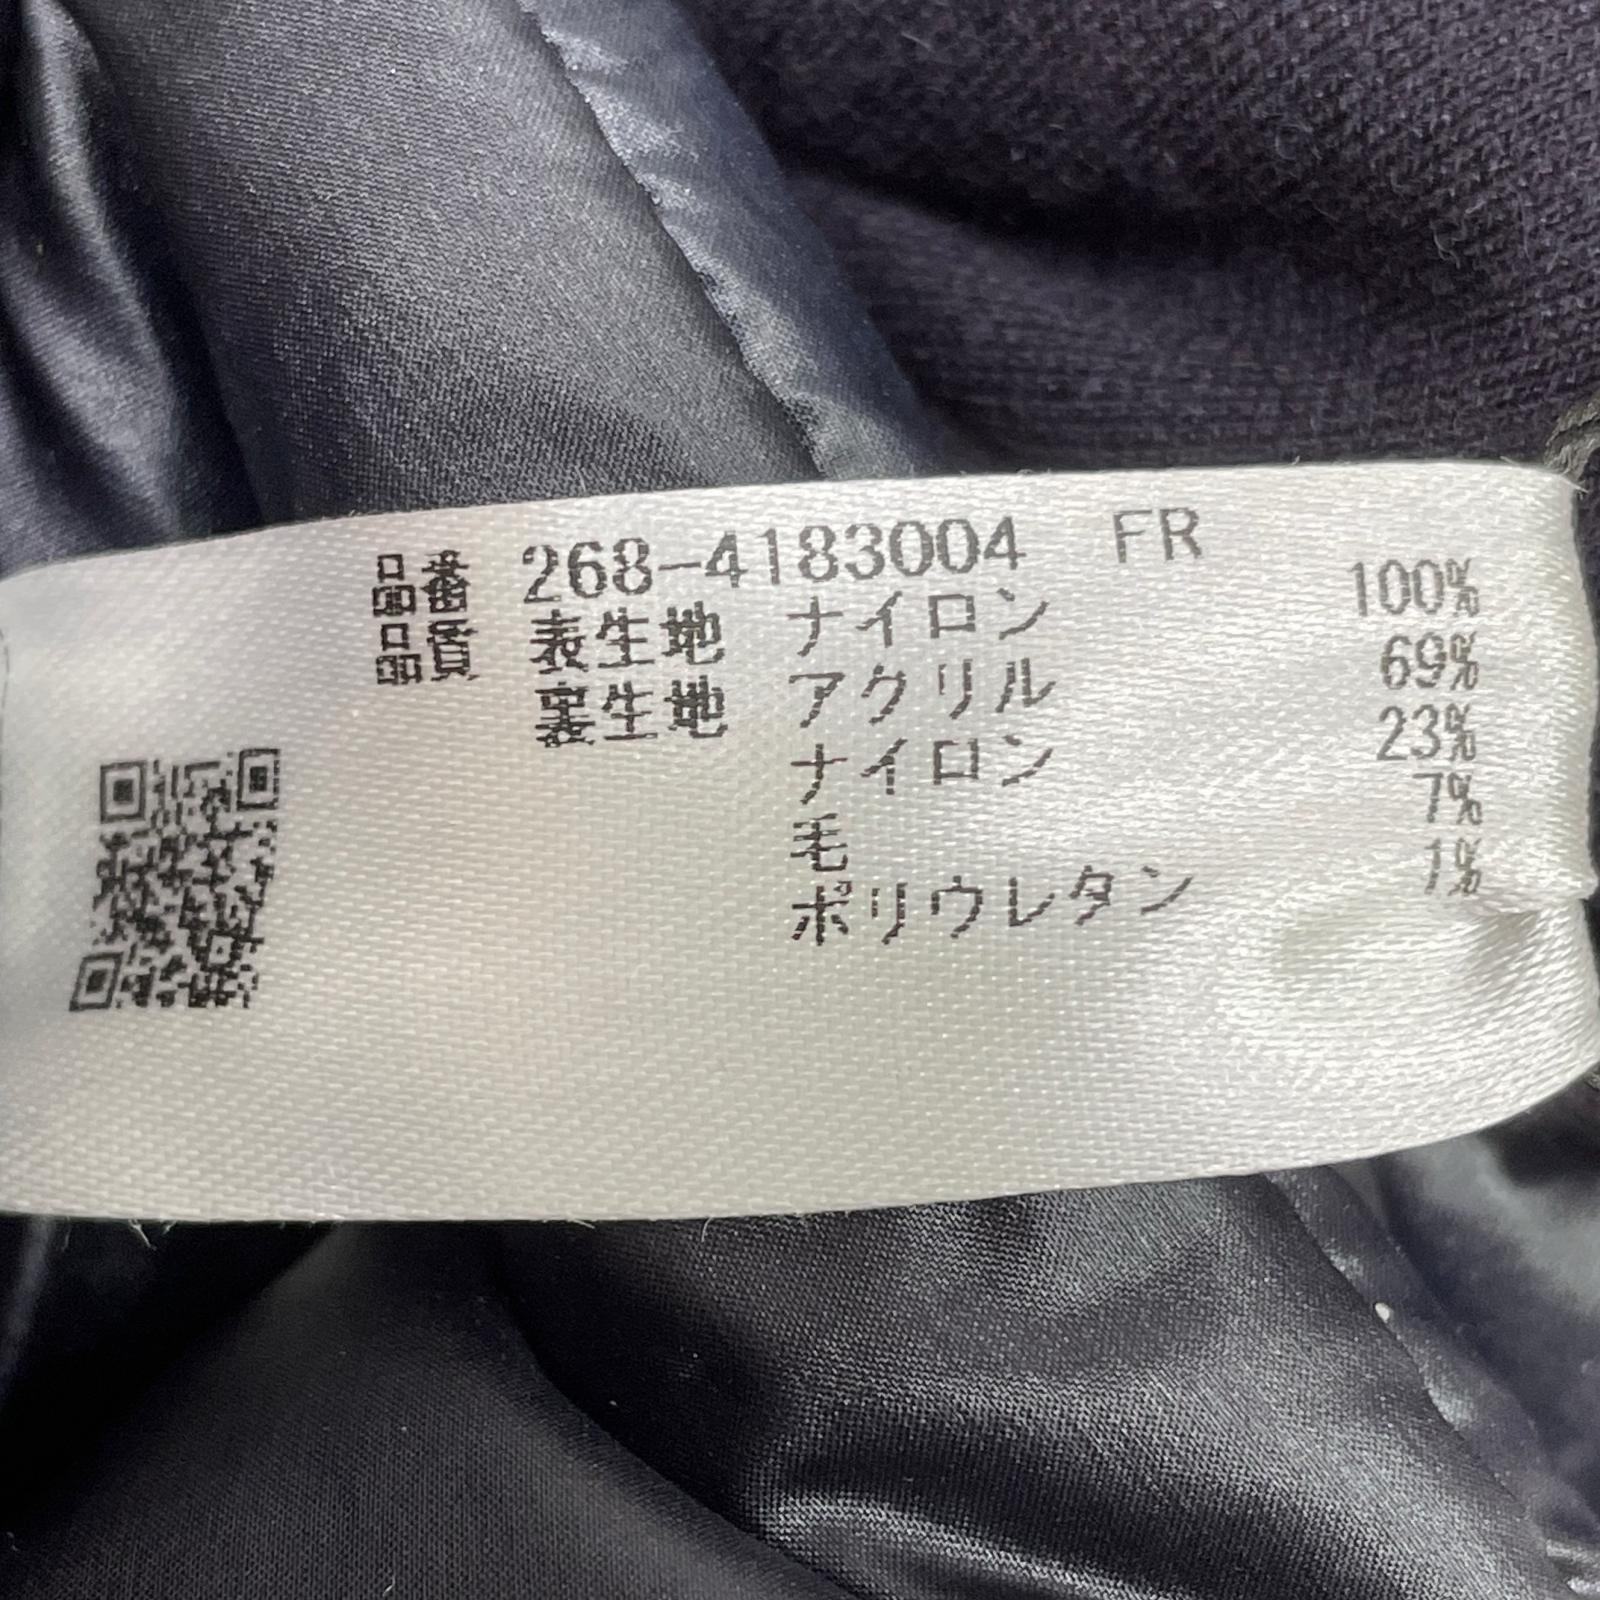 品番 268-4183004 FR
品質 表生地 ナイロン 100%
裏生地 アクリル 69%
ナイロン 23%
毛 7%
ポリウレタン 1%